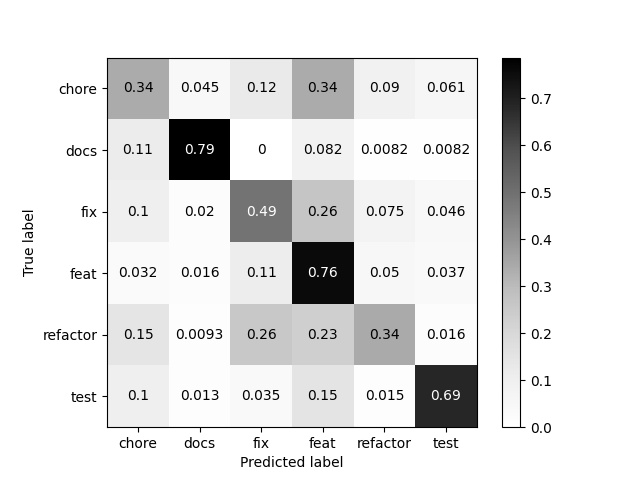 chore 0.34 0.045 0.12 0.34 0.09 0.061
docs 0.11 0.79 0 0.082 0.0082 0.0082
fix 0.1 0.02 0.49 0.26 0.075 0.046
feat 0.032 0.016 0.11 0.76 0.05 0.037
refactor 0.15 0.0093 0.26 0.23 0.34 0.016
test 0.1 0.013 0.035 0.15 0.015 0.69
chore docs fix feat refactor test
Predicted label
True label
0.7
0.6
0.5
0.4
0.3
0.2
0.1
0.0